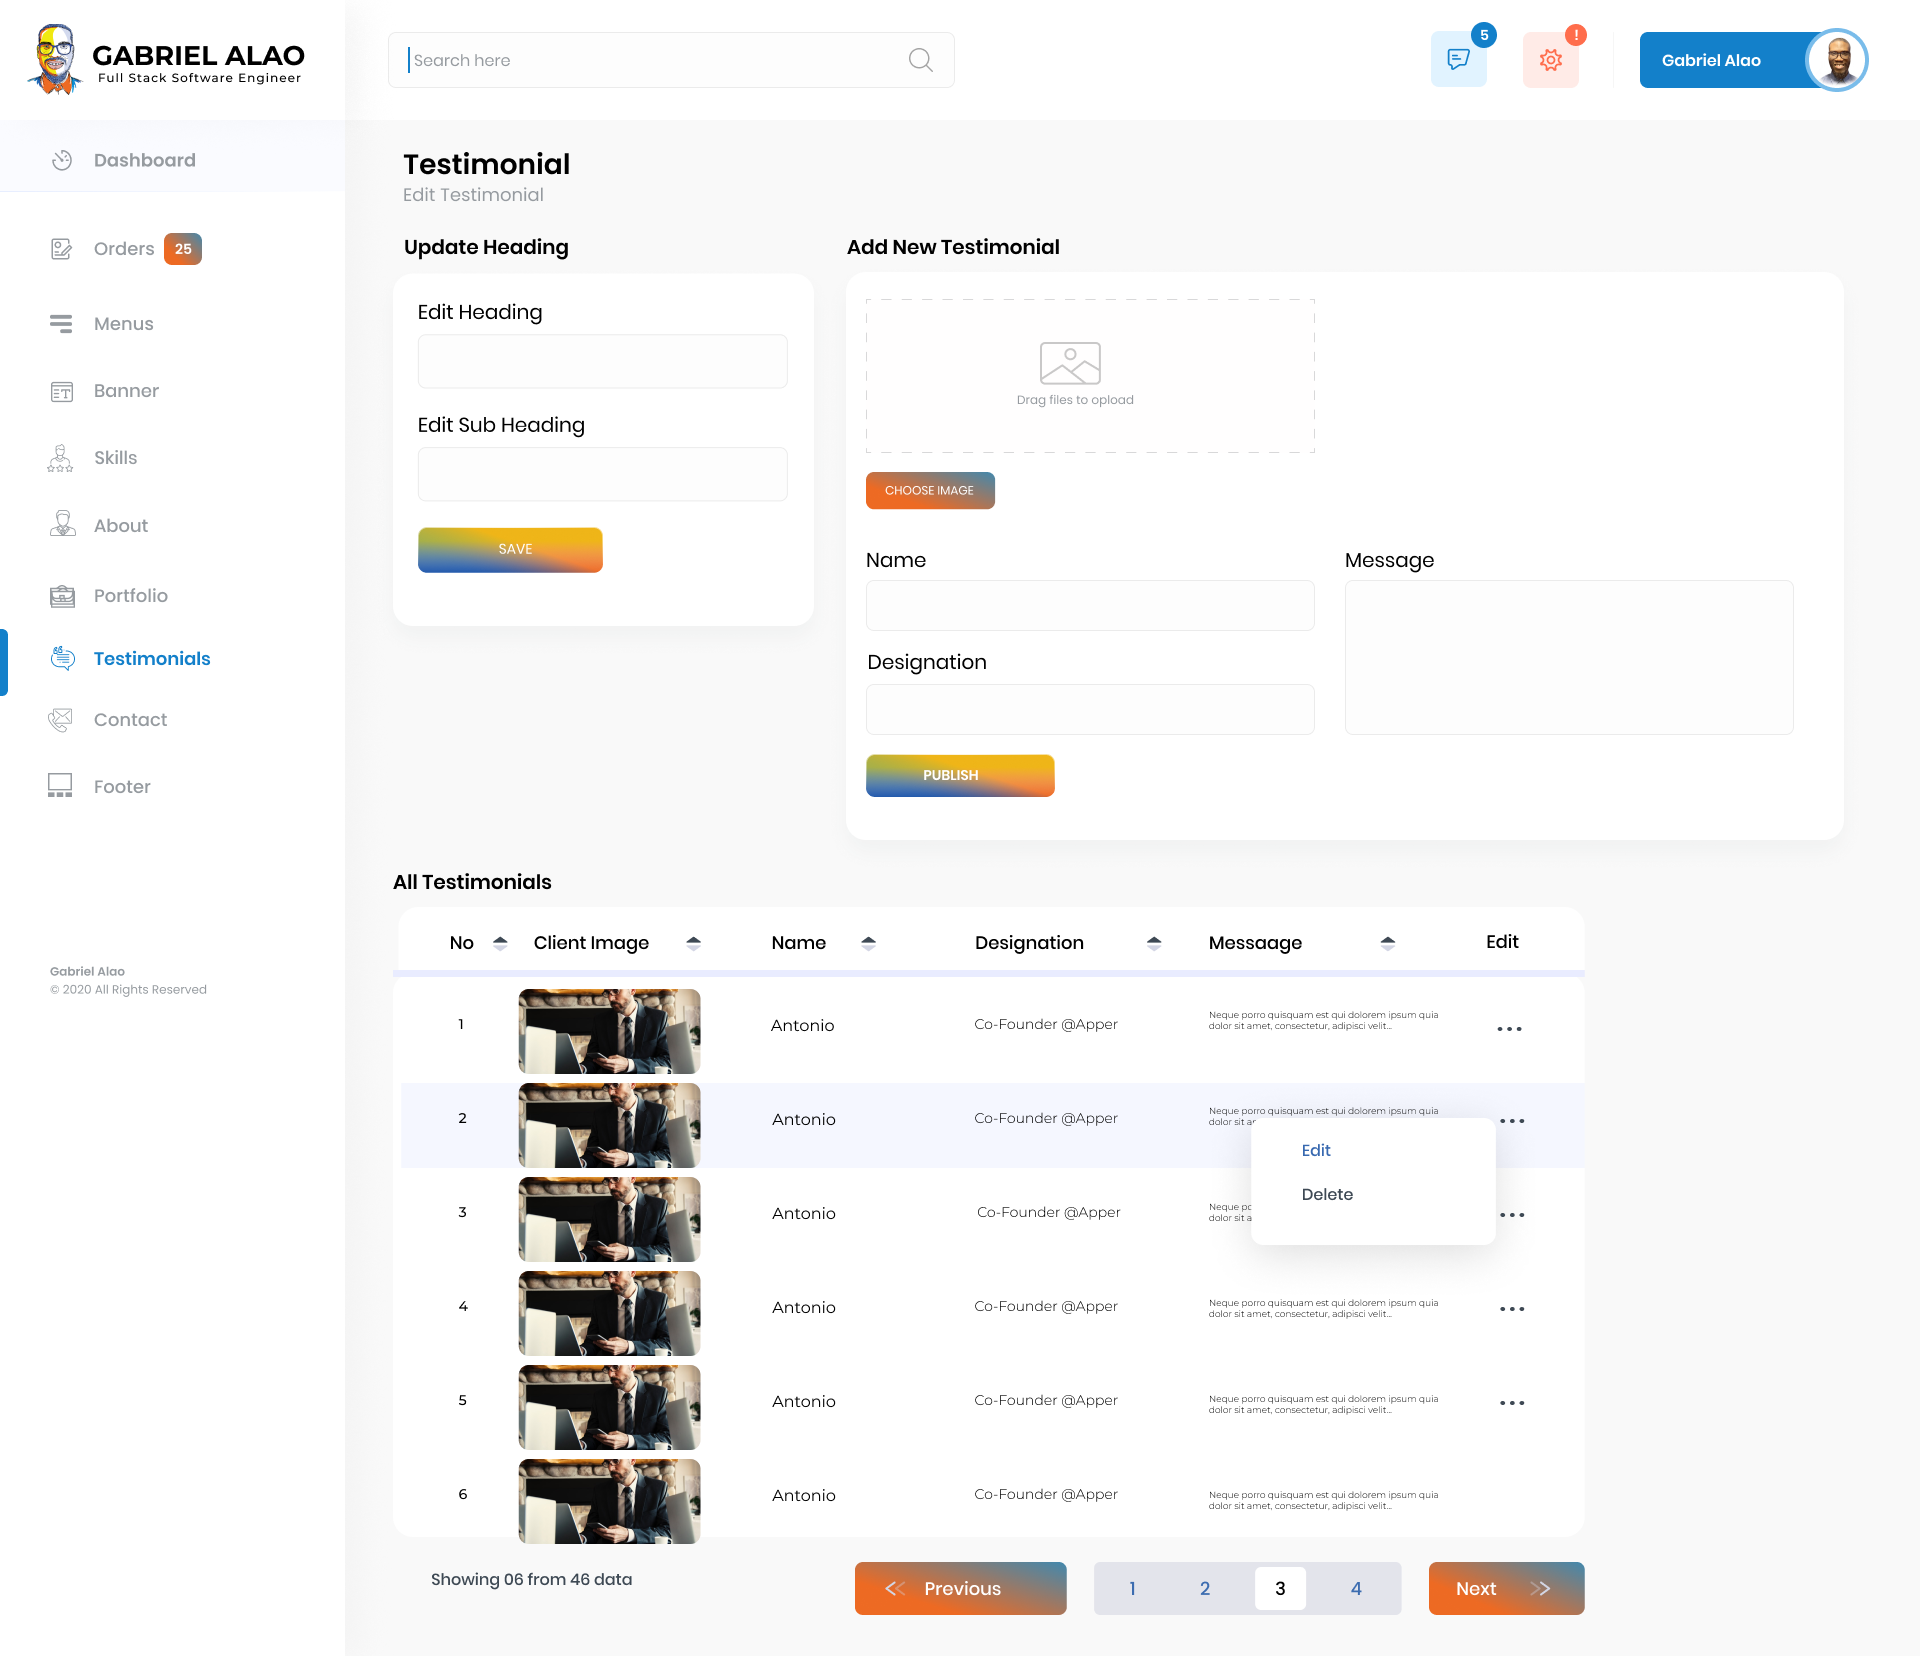 GABRIEL ALAO
Full Stack Software Engineer
Search here
5
!
Gabriel Alao
Dashboard
Orders 25
Menus
Banner
Skills
About
Portfolio
Testimonials
Contact
Footer
Gabriel Alao
© 2020 All Rights Reserved
Testimonial
Edit Testimonial
Update Heading
Edit Heading
Edit Sub Heading
SAVE
Add New Testimonial
Drag files to upload
CHOOSE IMAGE
Name
Message
Designation
PUBLISH
All Testimonials
No Client Image Name Designation Messaage Edit
1 Antonio Co-Founder @Apper
Neque porro quisquam est qui dolorem ipsum quia
dolor sit amet, consectetur, adipisci velit...
2 Antonio Co-Founder @Apper
Neque porro quisquam est qui dolorem ipsum quia
dolor sit
Edit
Delete
3 Antonio Co-Founder @Apper
Neque
dolor sit
4 Antonio Co-Founder @Apper
Neque porro quisquam est qui dolorem ipsum quia
dolor sit amet, consectetur, adipisci velit...
5 Antonio Co-Founder @Apper
Neque porro quisquam est qui dolorem ipsum quia
dolor sit amet, consectetur, adipisci velit...
6 Antonio Co-Founder @Apper
Neque porro quisquam est qui dolorem ipsum quia
dolor sit amet, consectetur, adipisci velit...
Showing 06 from 46 data
Previous
1 2 3 4
Next